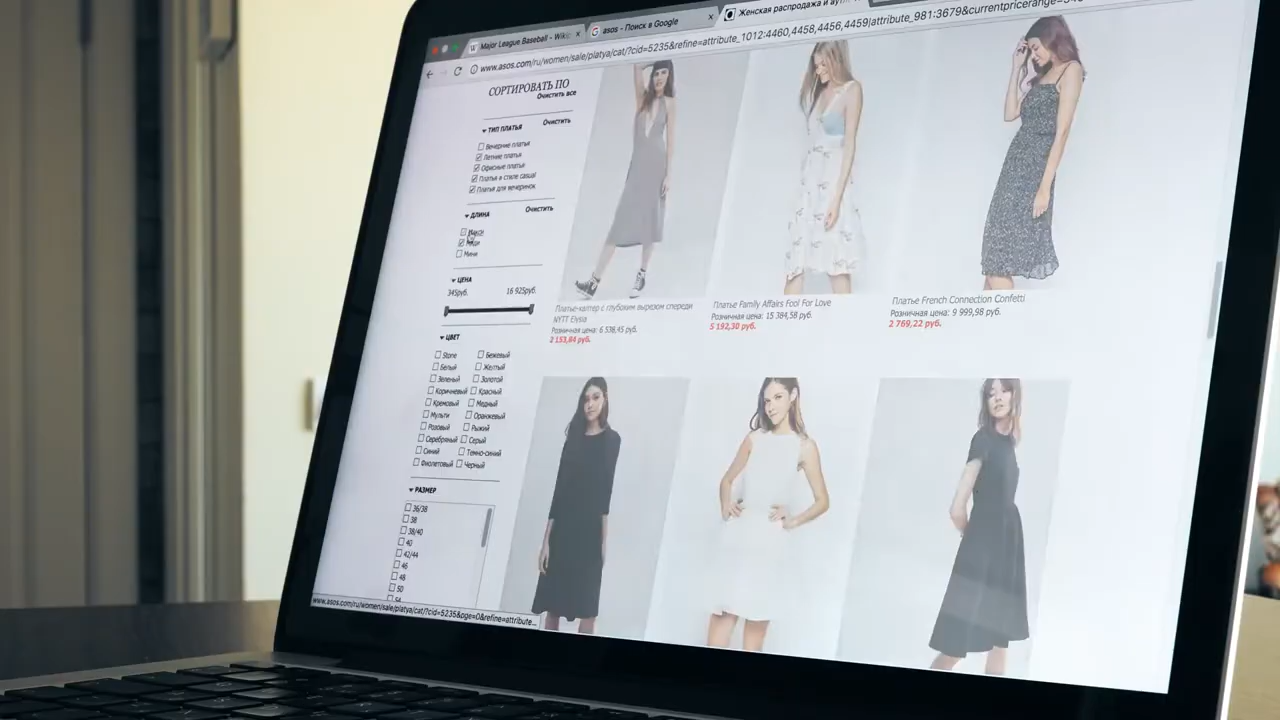 Major League Baseball - Wiki
asos - Поиск в Google
Женская распродажа и аутл
www.asos.com/ru/women/sale/platya/cat/?cid=5235&refine=attribute_1012:4460,4458,4456,4459|attribute_981:3679&currentpricerange=
СОРТИРОВАТЬ ПО
Очистить все
ТИП ПЛАТЬЯ
Очистить
Вечерние платья
Летние платья
Офисные платья
Платья в стиле casual
Платья для вечеринок
ДЛИНА
Очистить
Макси
Миди
Мини
ЦЕНА
345руб.
16 925руб.
ЦВЕТ
Stone
Бежевый
Белый
Желтый
Зеленый
Золотой
Коричневый
Красный
Кремовый
Медный
Мульти
Оранжевый
Розовый
Рыжий
Серебряный
Серый
Синий
Темно-синий
Фиолетовый
Черный
РАЗМЕР
36/38
38
38/40
40
42/44
46
48
50
Платье-халтер с глубоким вырезом спереди
NYTT Elysia
Розничная цена: 6 538,45 руб.
2 153,84 руб.
Платье Family Affairs Fool For Love
Розничная цена: 15 384,58 руб.
5 192,30 руб.
Платье French Connection Confetti
Розничная цена: 9 999,98 руб.
2 769,22 руб.
www.asos.com/ru/women/sale/platya/cat/?cid=5235&pge=0&refine=attribute...